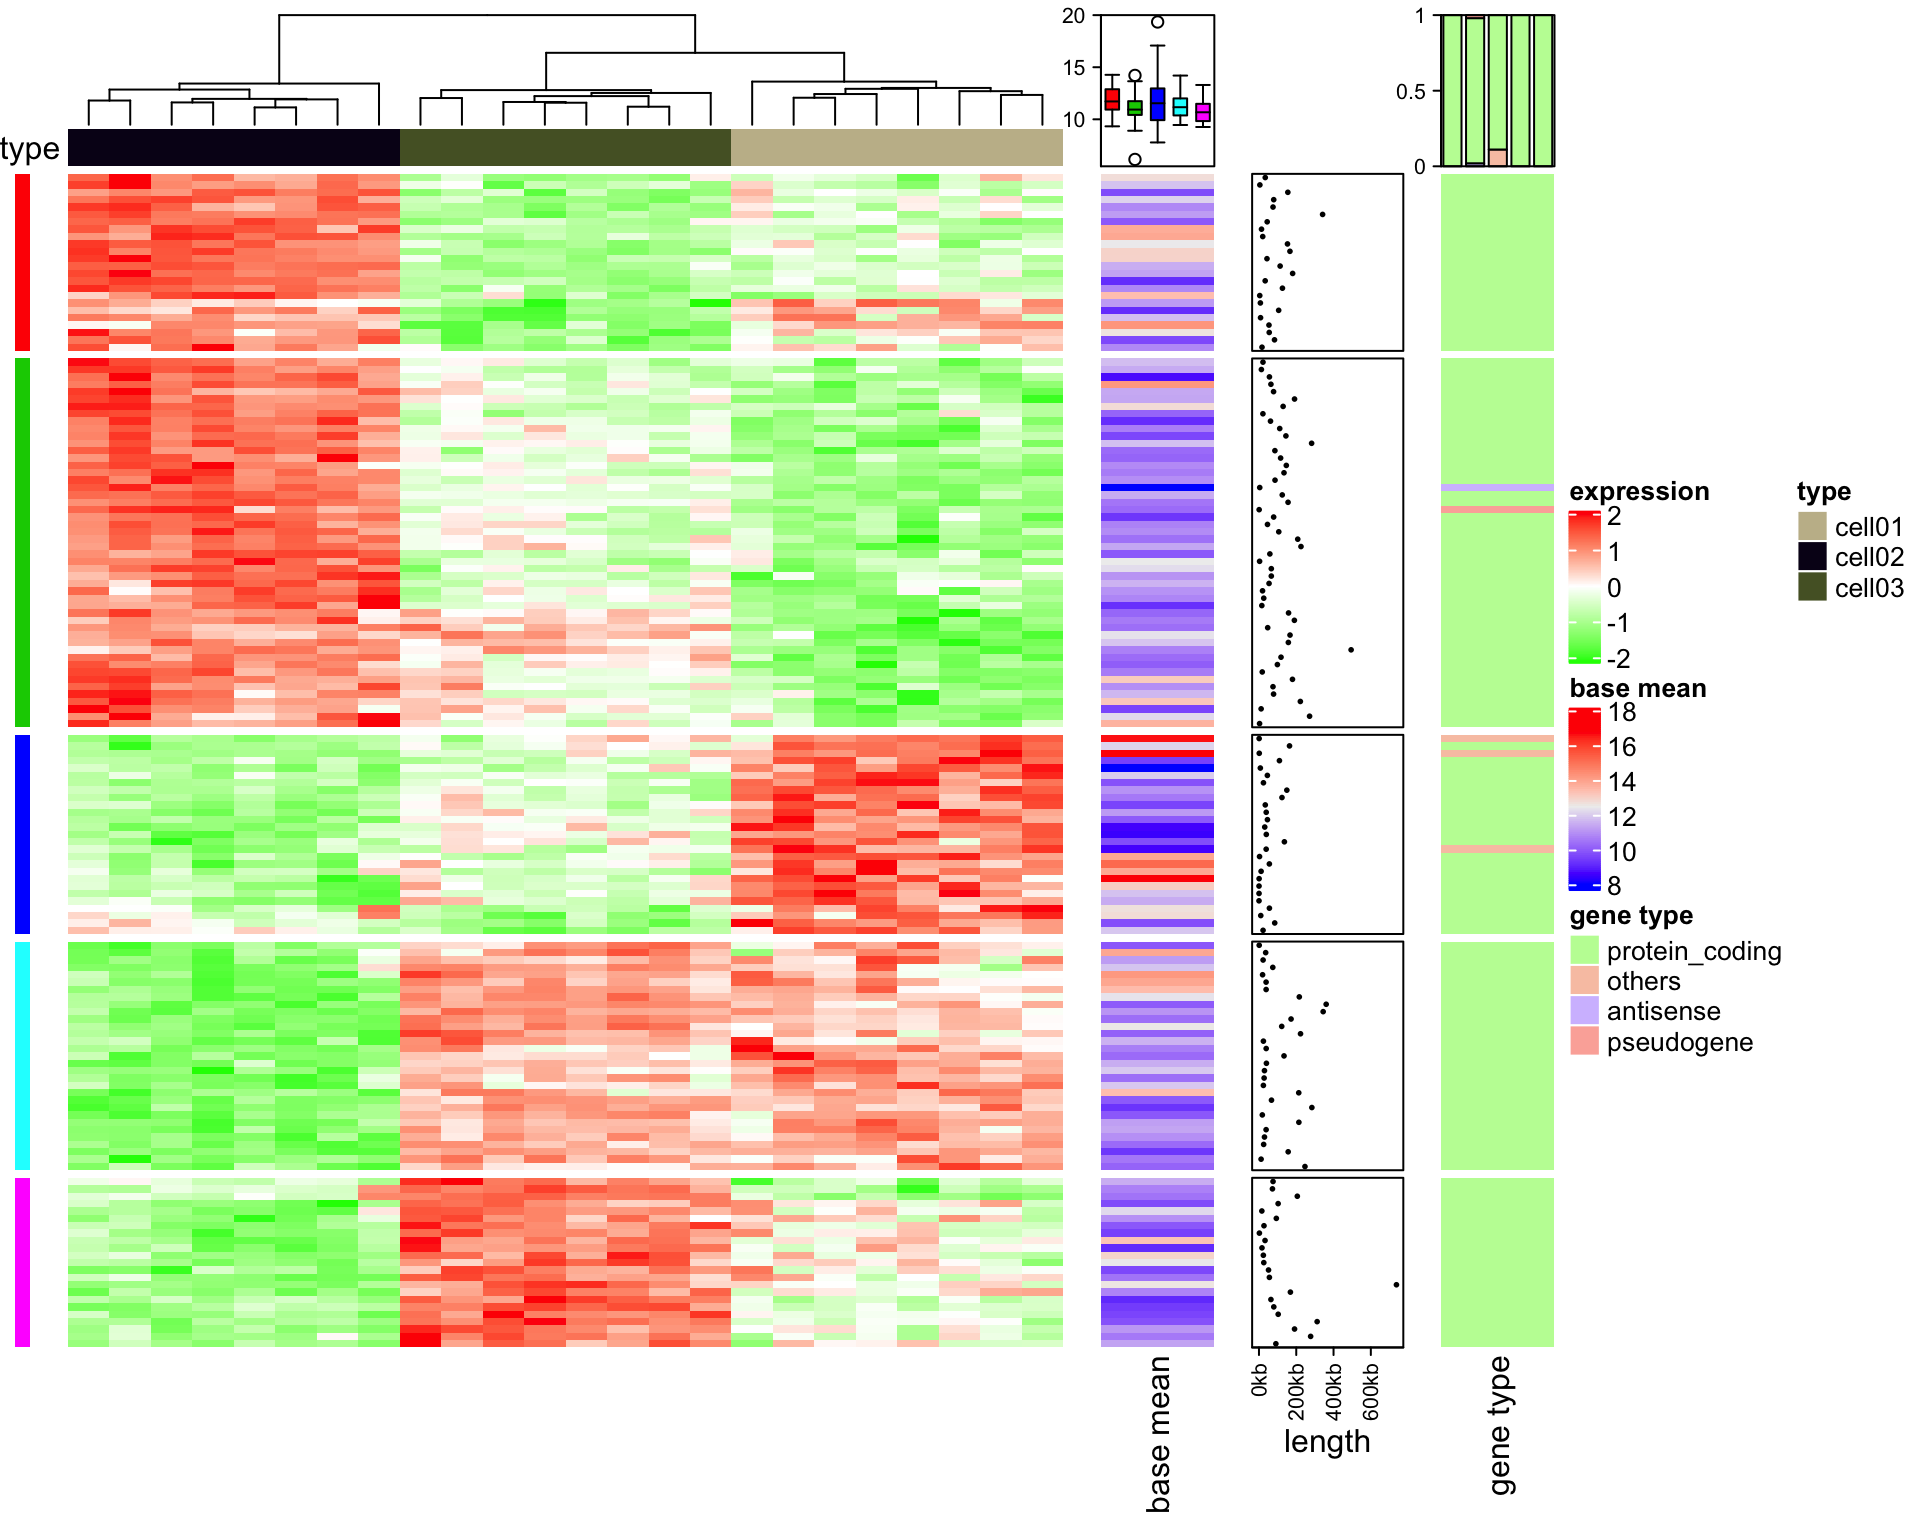 20
15
10
1
0.5
0
type
expression
2
1
0
-1
-2
type
cell01
cell02
cell03
base mean
18
16
14
12
10
8
gene type
protein_coding
others
antisense
pseudogene
base mean
0kb
200kb
400kb
600kb
length
gene type